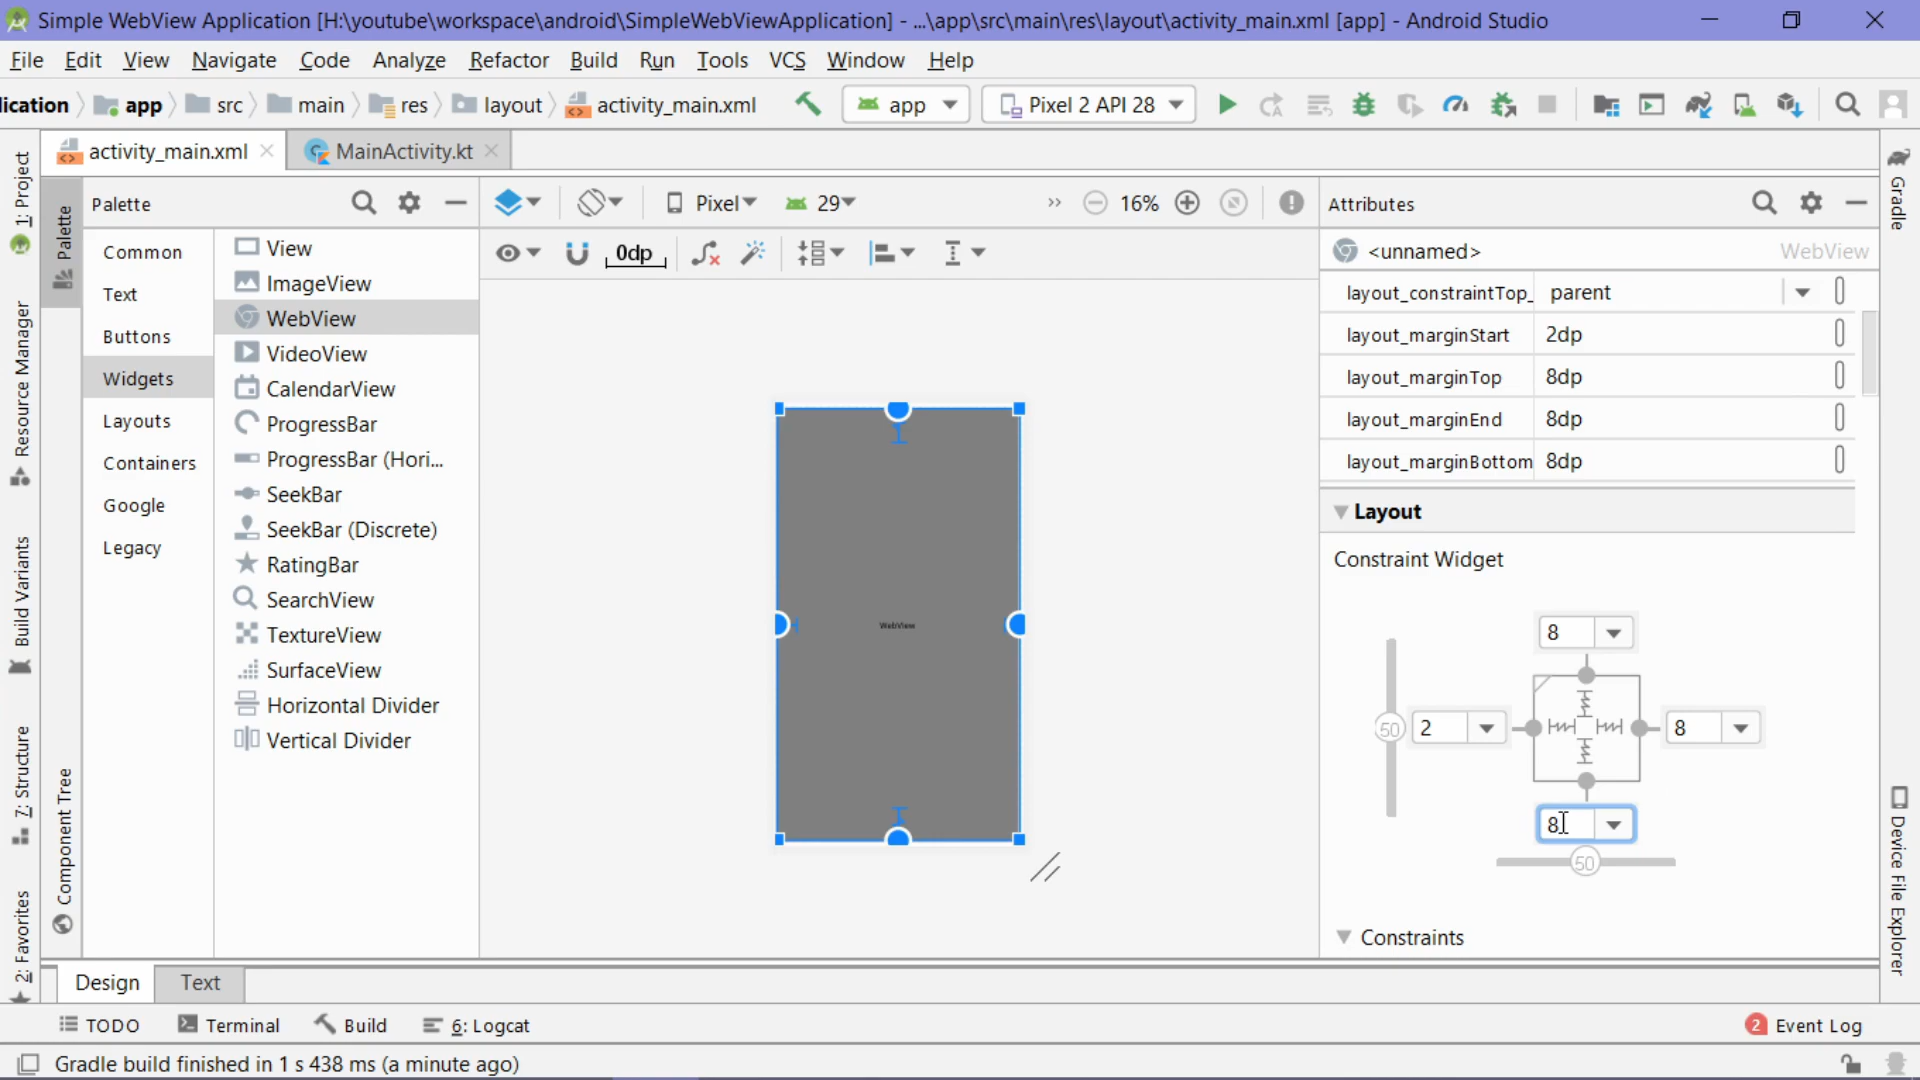 Simple WebView Application [H:\youtube\workspace\android\SimpleWebViewApplication] - ...\app\src\main\res\layout\activity_main.xml [app] - Android Studio
File Edit View Navigate Code Analyze Refactor Build Run Tools VCS Window Help
lication app src main res layout activity_main.xml app Pixel 2 API 28
activity_main.xml MainActivity.kt
1: Project
Resource Manager
Build Variants
7: Structure
2: Favorites
Palette
Component Tree
Palette
Common
Text
Buttons
Widgets
Layouts
Containers
Google
Legacy
View
ImageView
WebView
VideoView
CalendarView
ProgressBar
ProgressBar (Hori...
SeekBar
SeekBar (Discrete)
RatingBar
SearchView
TextureView
SurfaceView
Horizontal Divider
Vertical Divider
Pixel 29 16%
0dp
WebView
Attributes
<unnamed> WebView
layout_constraintTop_ parent
layout_marginStart 2dp
layout_marginTop 8dp
layout_marginEnd 8dp
layout_marginBottom 8dp
Layout
Constraint Widget
8
50 2 8
8
50
Constraints
Gradle
Device File Explorer
Design Text
TODO Terminal Build 6: Logcat 2 Event Log
Gradle build finished in 1 s 438 ms (a minute ago)